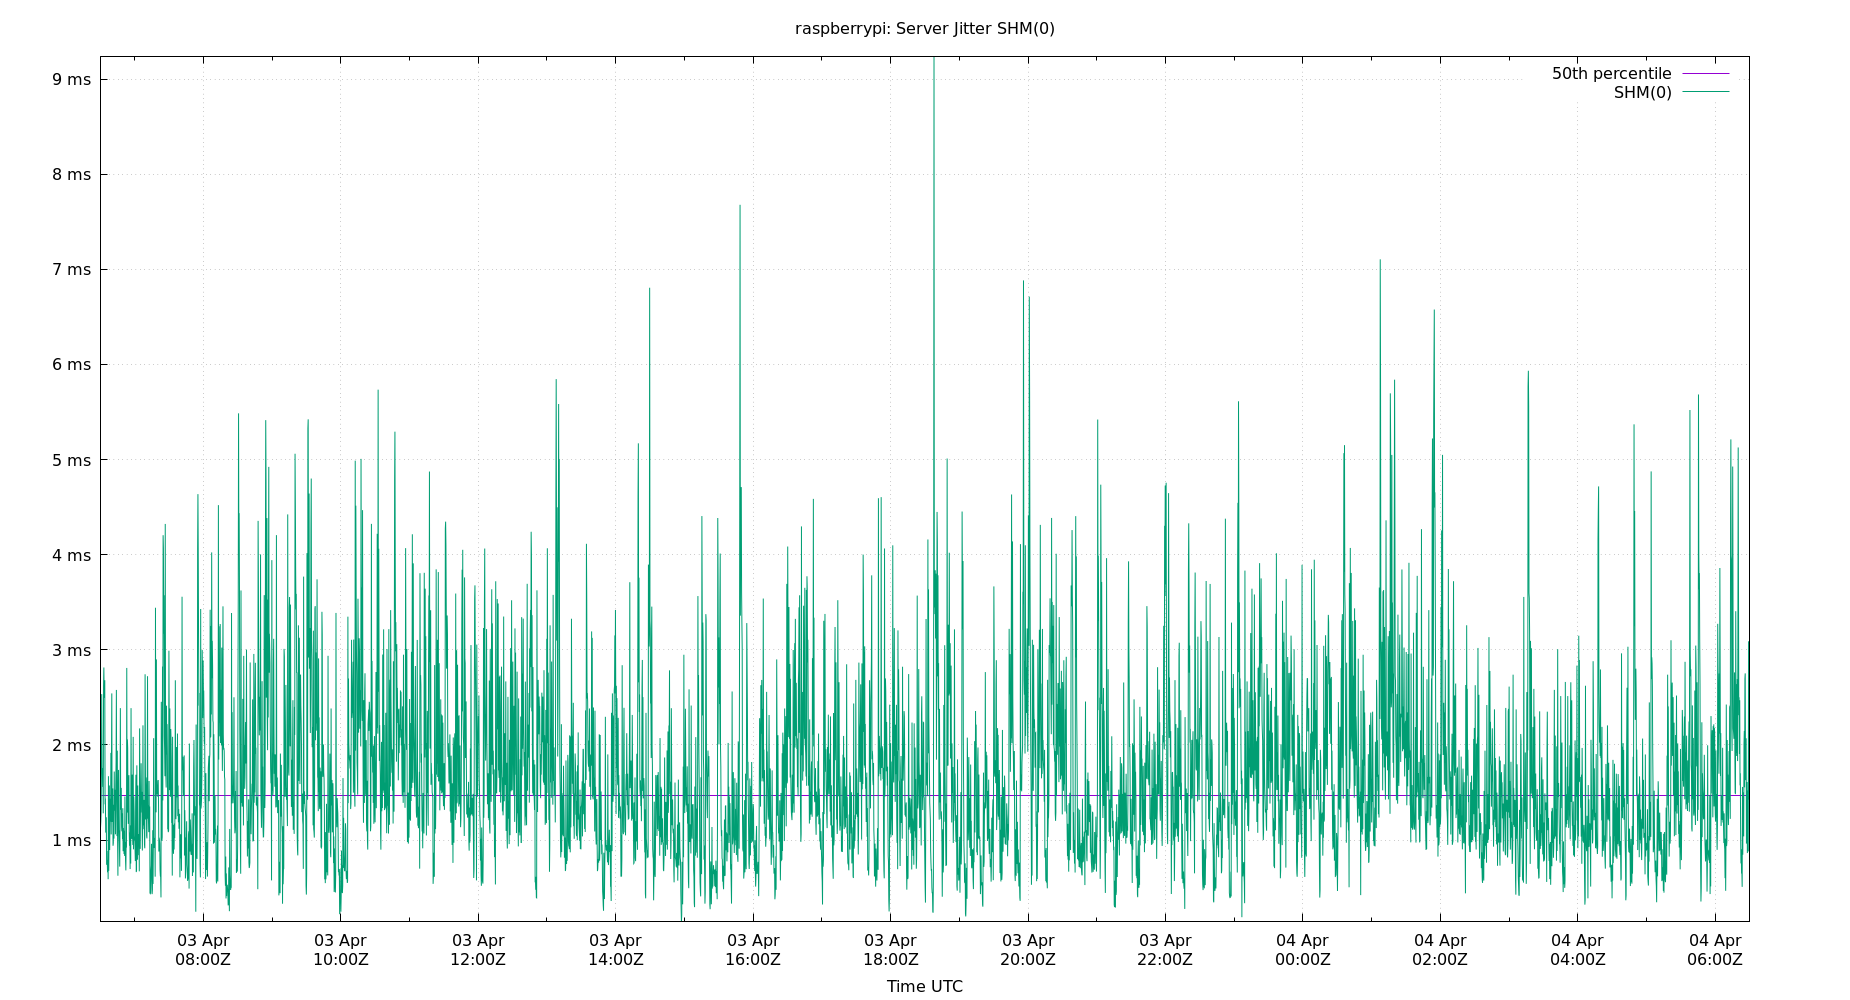 raspberrypi: Server Jitter SHM(0)
50th percentile
SHM(0)
9 ms
8 ms
7 ms
6 ms
5 ms
4 ms
3 ms
2 ms
1 ms
03 Apr 03 Apr 03 Apr 03 Apr 03 Apr 03 Apr 03 Apr 03 Apr 04 Apr 04 Apr 04 Apr 04 Apr
08:00Z 10:00Z 12:00Z 14:00Z 16:00Z 18:00Z 20:00Z 22:00Z 00:00Z 02:00Z 04:00Z 06:00Z
Time UTC